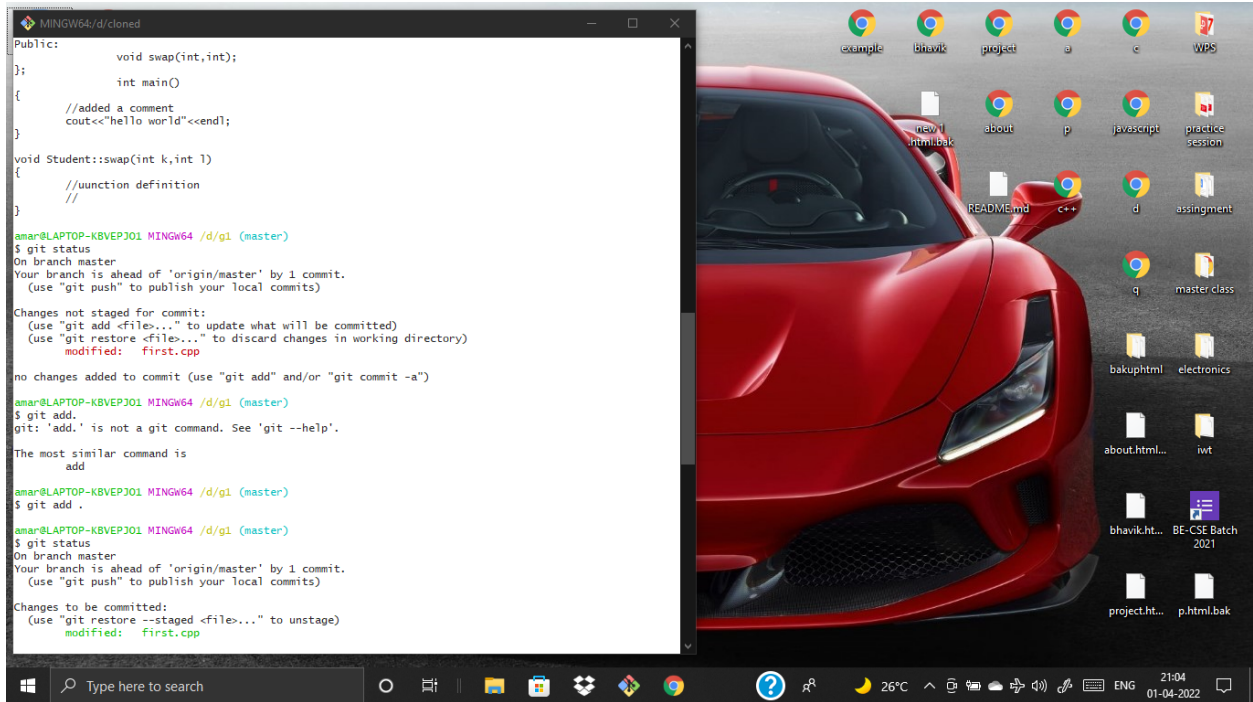 MINGW64:/d/cloned
Public:
void swap(int,int);
};
int main()
{
//added a comment
cout<<"hello world"<<endl;
}
void Student::swap(int k,int l)
{
//uunction definition
//
}
amar@LAPTOP-KBVEPJO1 MINGW64 /d/g1 (master)
$ git status
On branch master
Your branch is ahead of 'origin/master' by 1 commit.
(use "git push" to publish your local commits)
Changes not staged for commit:
(use "git add <file>..." to update what will be committed)
(use "git restore <file>..." to discard changes in working directory)
modified:   first.cpp
no changes added to commit (use "git add" and/or "git commit -a")
amar@LAPTOP-KBVEPJO1 MINGW64 /d/g1 (master)
$ git add.
git: 'add.' is not a git command. See 'git --help'.
The most similar command is
add
amar@LAPTOP-KBVEPJO1 MINGW64 /d/g1 (master)
$ git add .
amar@LAPTOP-KBVEPJO1 MINGW64 /d/g1 (master)
$ git status
On branch master
Your branch is ahead of 'origin/master' by 1 commit.
(use "git push" to publish your local commits)
Changes to be committed:
(use "git restore --staged <file>..." to unstage)
modified:   first.cpp
example
bhavik
project
a
c
WPS
new 1
.html.bak
about
p
javascript
practice
session
README.md
c++
d
assingment
q
master class
bakuphtml
electronics
about.html...
iwt
bhavik.ht...
BE-CSE Batch
2021
project.ht...
p.html.bak
Type here to search
26°C
ENG
21:04
01-04-2022